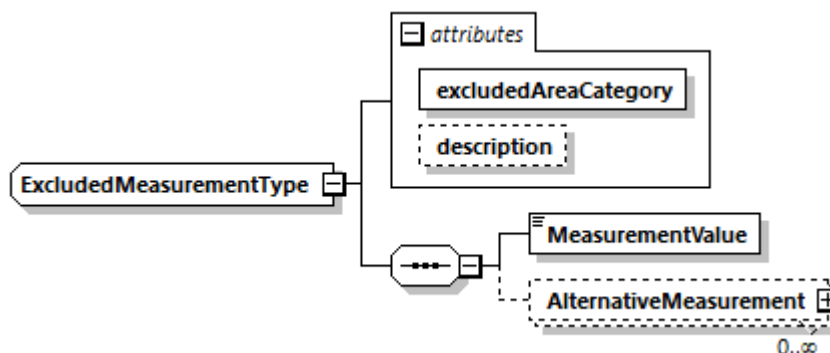 attributes
excludedAreaCategory
description
ExcludedMeasurementType
MeasurementValue
AlternativeMeasurement
0..∞